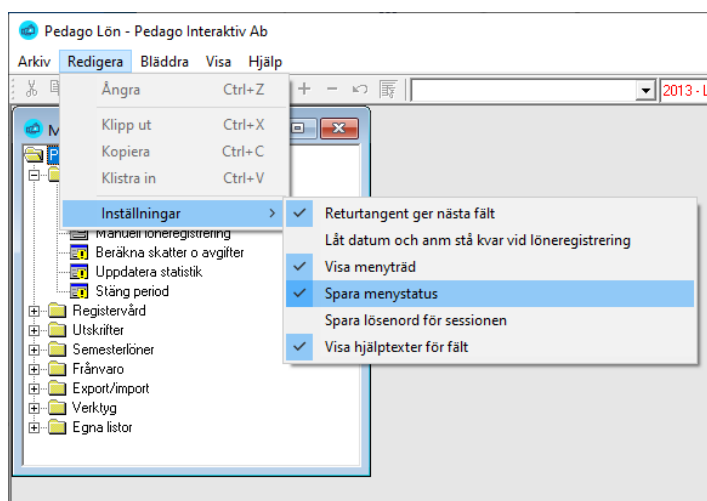 Pedago Lön - Pedago Interaktiv Ab
Arkiv Redigera Bläddra Visa Hjälp
2013 - L
Ångra Ctrl+Z
Klipp ut Ctrl+X
Kopiera Ctrl+C
Klistra in Ctrl+V
Inställningar
Returtangent ger nästa fält
Låt datum och anm stå kvar vid löneregistrering
Visa menyträd
Spara menystatus
Spara lösenord för sessionen
Visa hjälptexter för fält
M
P
Manuell löneregistrering
Beräkna skatter o avgifter
Uppdatera statistik
Stäng period
Registervård
Utskrifter
Semesterlöner
Frånvaro
Export/import
Verktyg
Egna listor